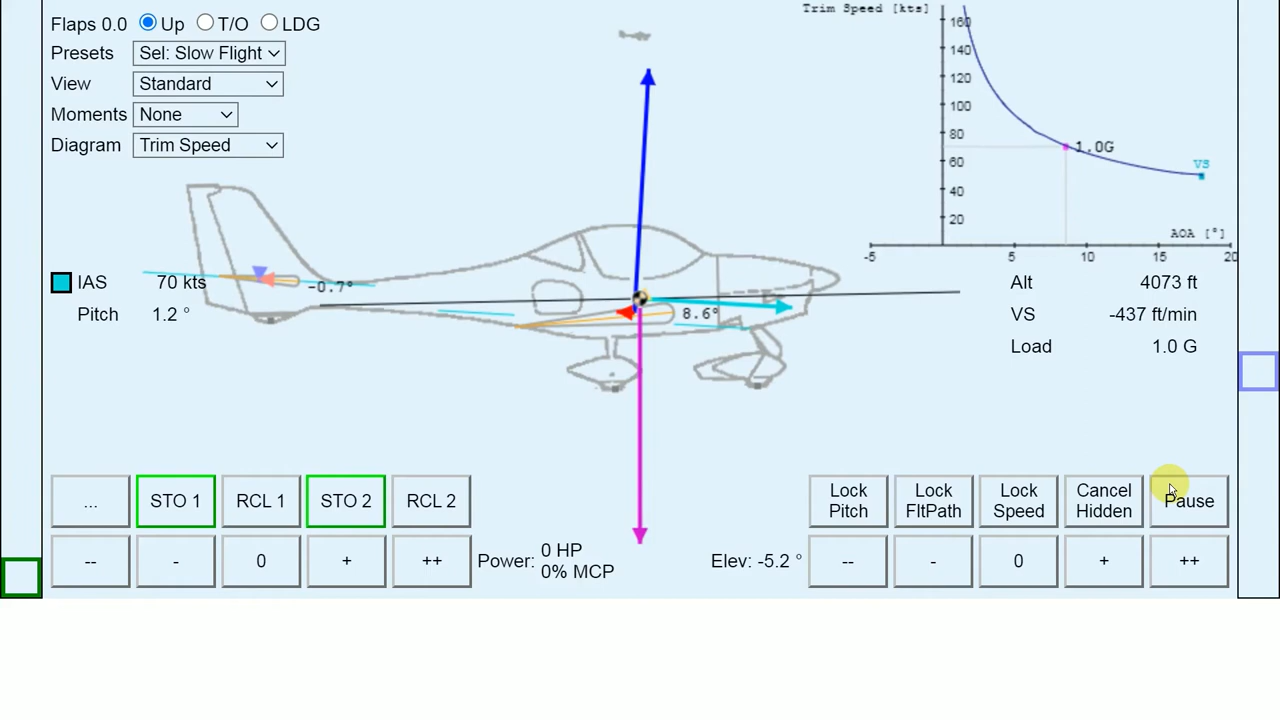 Flaps 0.0 Up T/O LDG
Presets Sel: Slow Flight
View Standard
Moments None
Diagram Trim Speed
Trim Speed [kts]
160
140
120
100
80
60
40
20
1.0G
VS
AOA [°]
-5 5 10 15 20
-0.7°
8.6°
IAS 70 kts
Pitch 1.2 °
Alt 4073 ft
VS -437 ft/min
Load 1.0 G
... STO 1 RCL 1 STO 2 RCL 2
-- - 0 + ++
Power: 0 HP
0% MCP
Lock Pitch Lock FltPath Lock Speed Cancel Hidden Pause
Elev: -5.2 ° -- - 0 + ++